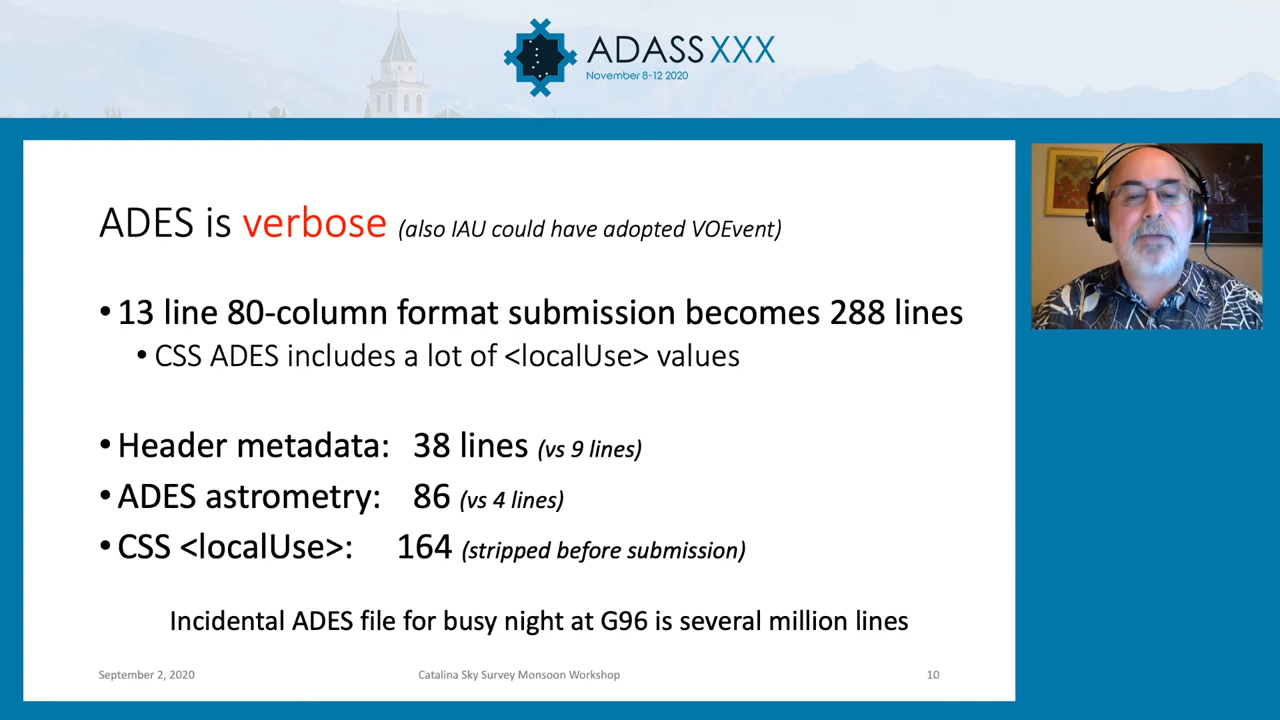 ADASS XXX
November 8-12 2020
ADES is verbose (also IAU could have adopted VOEvent)
• 13 line 80-column format submission becomes 288 lines
• CSS ADES includes a lot of <localUse> values
• Header metadata: 38 lines (vs 9 lines)
• ADES astrometry: 86 (vs 4 lines)
• CSS <localUse>: 164 (stripped before submission)
Incidental ADES file for busy night at G96 is several million lines
September 2, 2020 Catalina Sky Survey Monsoon Workshop 10